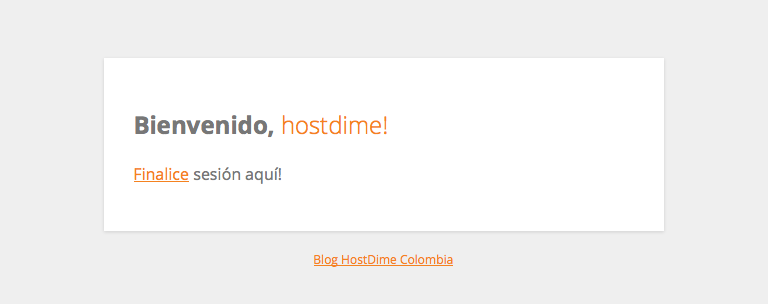 Bienvenido, hostdime!
Finalice sesión aquí!
Blog HostDime Colombia